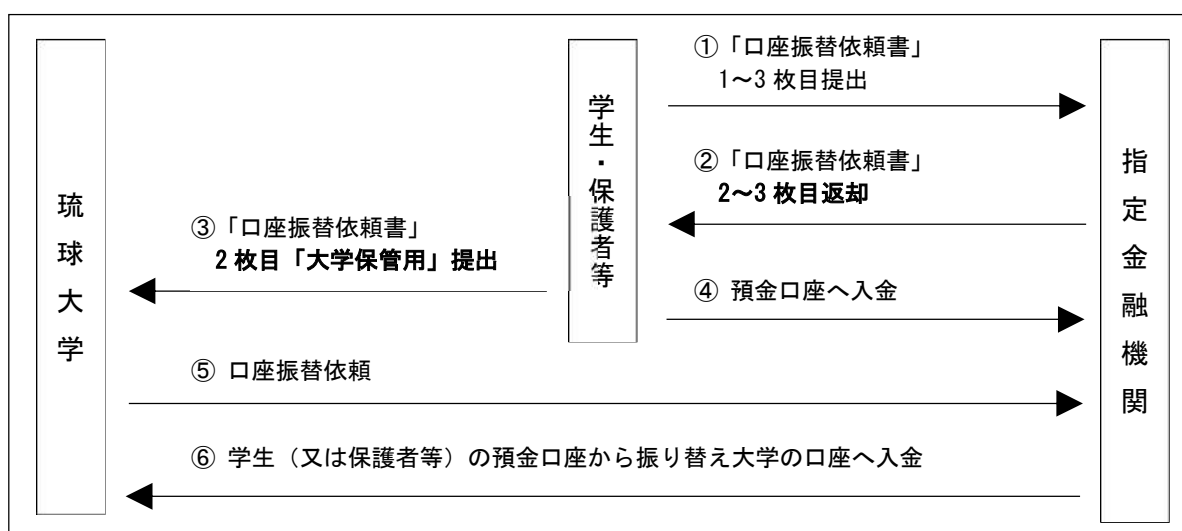 琉球大学
学生・保護者等
指定金融機関
①「口座振替依頼書」
1～3 枚目提出
②「口座振替依頼書」
2～3 枚目返却
③「口座振替依頼書」
2 枚目「大学保管用」提出
④ 預金口座へ入金
⑤ 口座振替依頼
⑥ 学生（又は保護者等）の預金口座から振り替え大学の口座へ入金